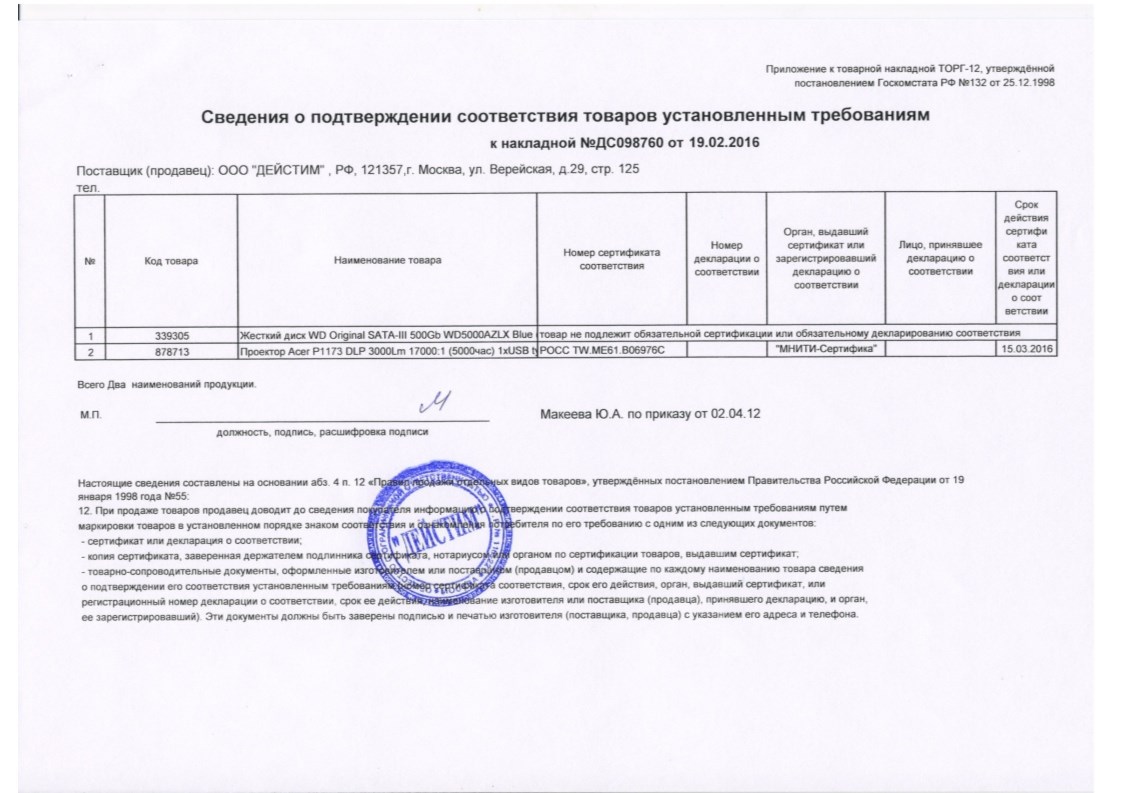 Приложение к товарной накладной ТОРГ-12, утверждённой
постановлением Госкомстата РФ №132 от 25.12.1998
Сведения о подтверждении соответствия товаров установленным требованиям
к накладной №ДС098760 от 19.02.2016
Поставщик (продавец): ООО "ДЕЙСТИМ" , РФ, 121357,г. Москва, ул. Верейская, д.29, стр. 125
тел.
№
Код товара
Наименование товара
Номер сертификата
соответствия
Номер
декларации о
соответствии
Орган, выдавший
сертификат или
зарегистрировавший
декларацию о
соответствии
Лицо, принявшее
декларацию о
соответствии
Срок
действия
сертифи
ката
соответст
вия или
декларации
о соот
ветствии
1 339305 Жесткий диск WD Original SATA-III 500Gb WD5000AZLX Blue товар не подлежит обязательной сертификации или обязательному декларированию соответствия
2 878713 Проектор Acer P1173 DLP 3000Lm 17000:1 (5000час) 1xUSB РОСС TW.ME61.B06976C "МНИТИ-Сертифика" 15.03.2016
Всего Два наименований продукции.
М.П.
Макеева Ю.А. по приказу от 02.04.12
должность, подпись, расшифровка подписи
Настоящие сведения составлены на основании абз. 4 п. 12 «Правил продажи отдельных видов товаров», утверждённых постановлением Правительства Российской Федерации от 19
января 1998 года №55:
12. При продаже товаров продавец доводит до сведения покупателя информацию о подтверждении соответствия товаров установленным требованиям путем
маркировки товаров в установленном порядке знаком соответствия и ознакомления потребителя по его требованию с одним из следующих документов:
- сертификат или декларация о соответствии;
- копия сертификата, заверенная держателем подлинника сертификата, нотариусом или органом по сертификации товаров, выдавшим сертификат;
- товарно-сопроводительные документы, оформленные изготовителем или поставщиком (продавцом) и содержащие по каждому наименованию товара сведения
о подтверждении его соответствия установленным требованиям (номер сертификата соответствия, срок его действия, орган, выдавший сертификат, или
регистрационный номер декларации о соответствии, срок ее действия, наименование изготовителя или поставщика (продавца), принявшего декларацию, и орган,
ее зарегистрировавший). Эти документы должны быть заверены подписью и печатью изготовителя (поставщика, продавца) с указанием его адреса и телефона.
"ДЕЙСТИМ"